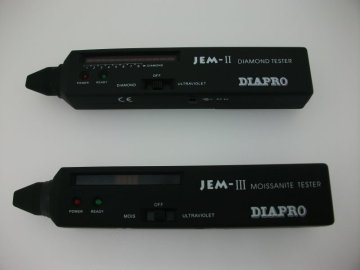 JEM-II DIAMOND TESTER
DIAMOND
POWER READY
DIAMOND OFF ULTRAVIOLET
DIAPRO
CE
JEM-III MOISSANITE TESTER
POWER READY
MOIS OFF ULTRAVIOLET
DIAPRO